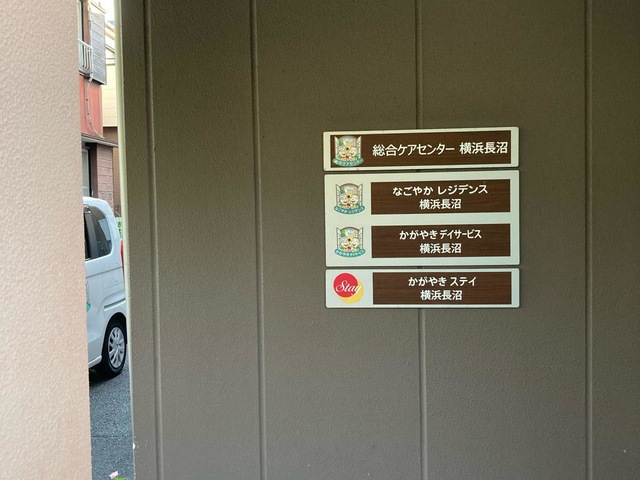 総合ケアセンター 横浜長沼
なごやか レジデンス
横浜長沼
かがやき デイサービス
横浜長沼
Stay
かがやき ステイ
横浜長沼